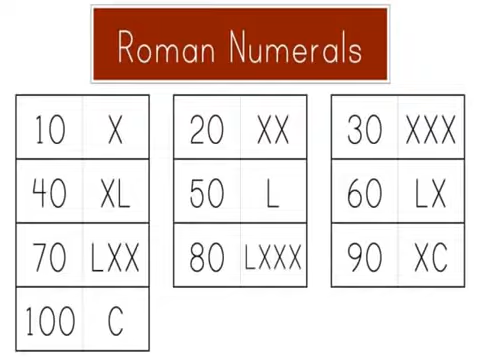 Roman Numerals
10 X 20 XX 30 XXX
40 XL 50 L 60 LX
70 LXX 80 LXXX 90 XC
100 C